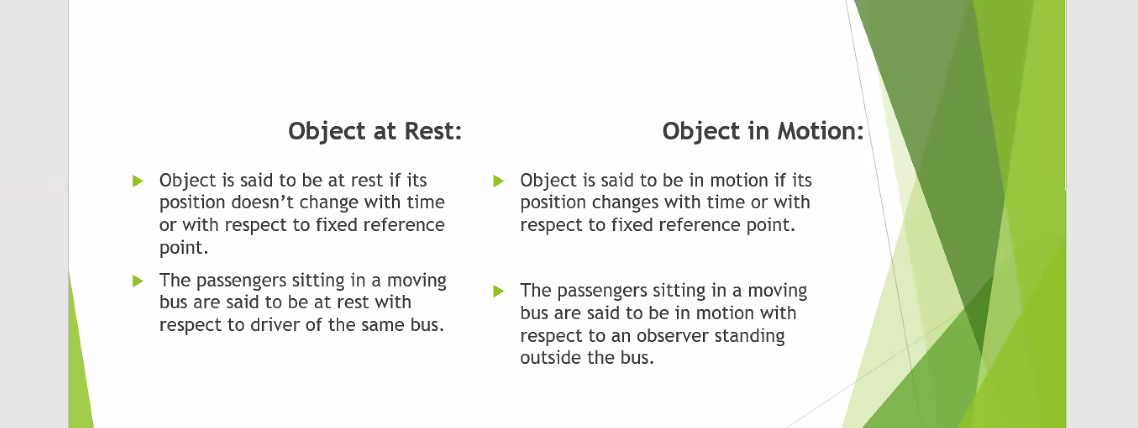 Object at Rest:
Object is said to be at rest if its
position doesn't change with time
or with respect to fixed reference
point.
The passengers sitting in a moving
bus are said to be at rest with
respect to driver of the same bus.
Object in Motion:
Object is said to be in motion if its
position changes with time or with
respect to fixed reference point.
The passengers sitting in a moving
bus are said to be in motion with
respect to an observer standing
outside the bus.